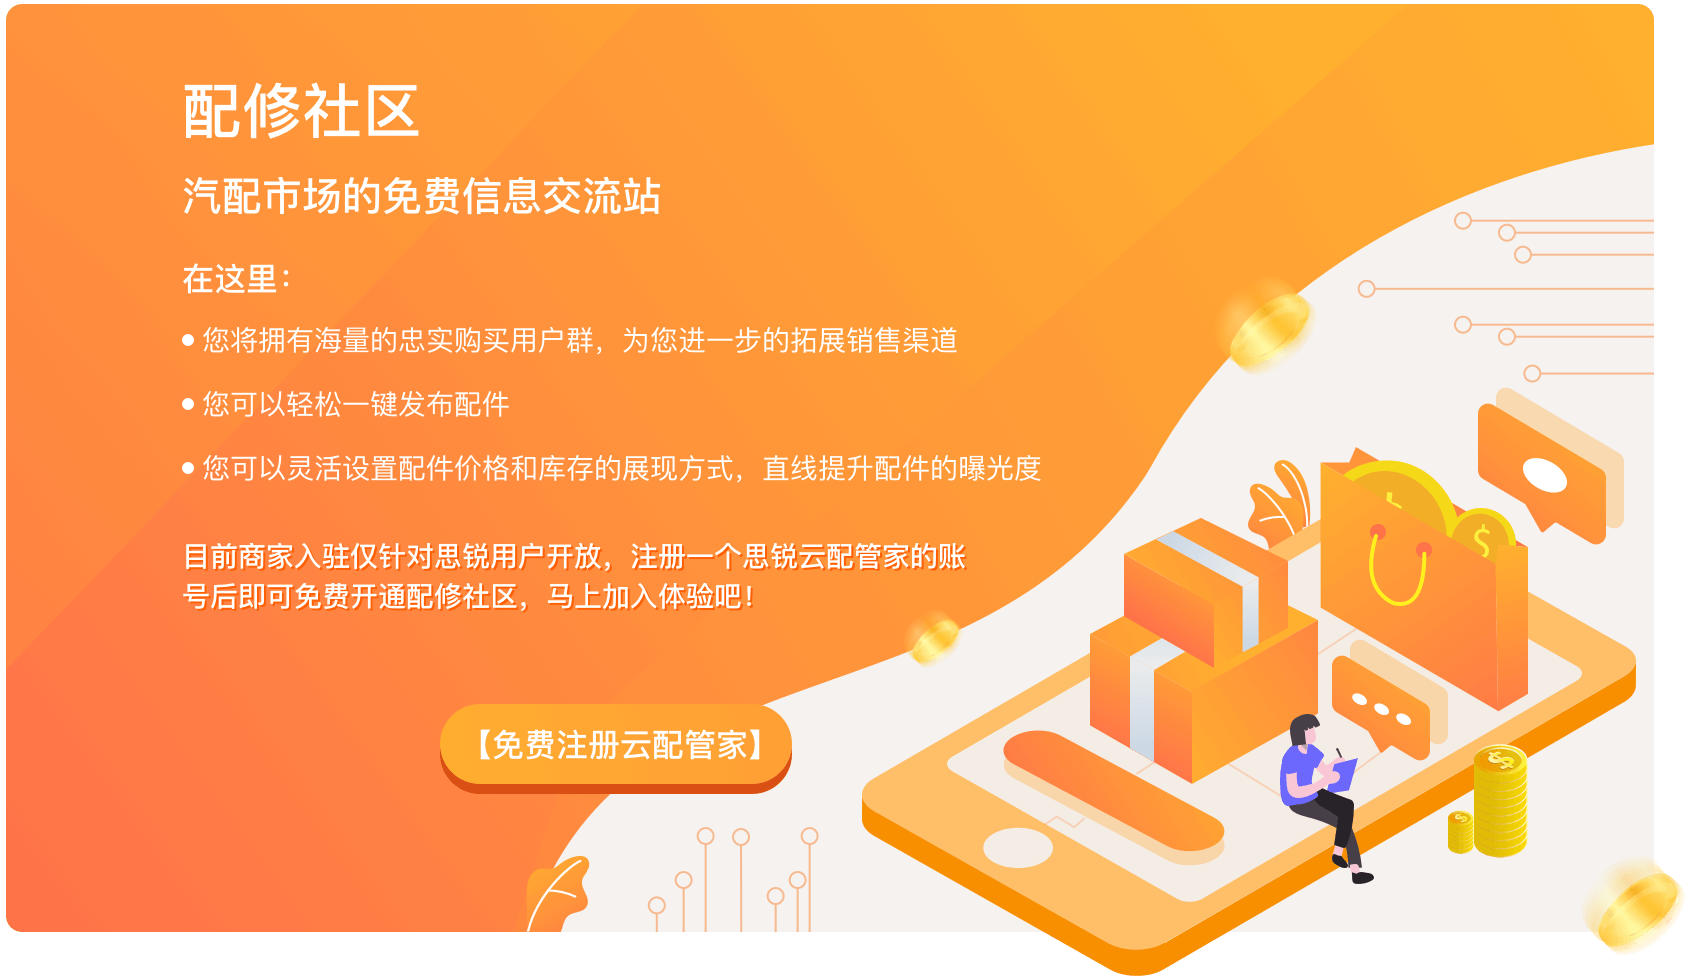 配修社区
汽配市场的免费信息交流站
在这里：
●您将拥有海量的忠实购买用户群，为您进一步的拓展销售渠道
●您可以轻松一键发布配件
●您可以灵活设置配件价格和库存的展现方式，直线提升配件的曝光度
目前商家入驻仅针对思锐用户开放，注册一个思锐云配管家的账
号后即可免费开通配修社区，马上加入体验吧！
【免费注册云配管家】